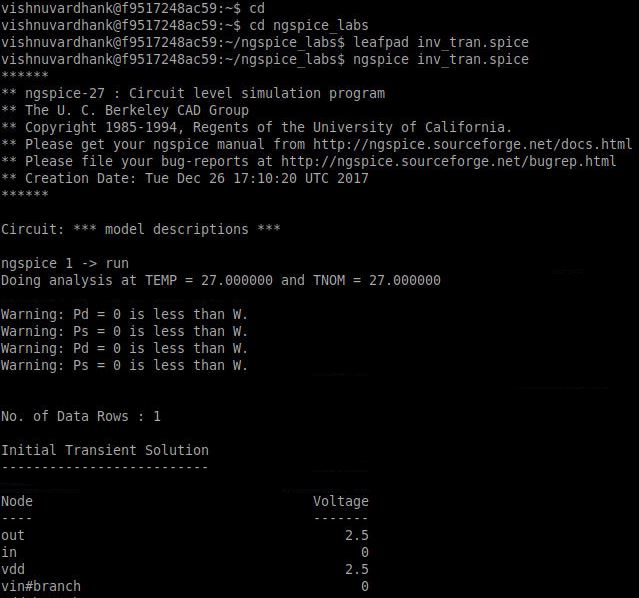 vishnuvardhank@f9517248ac59:~$ cd
vishnuvardhank@f9517248ac59:~$ cd ngspice_labs
vishnuvardhank@f9517248ac59:~/ngspice_labs$ leafpad inv_tran.spice
vishnuvardhank@f9517248ac59:~/ngspice_labs$ ngspice inv_tran.spice
******
** ngspice-27 : Circuit level simulation program
** The U. C. Berkeley CAD Group
** Copyright 1985-1994, Regents of the University of California.
** Please get your ngspice manual from http://ngspice.sourceforge.net/docs.html
** Please file your bug-reports at http://ngspice.sourceforge.net/bugrep.html
** Creation Date: Tue Dec 26 17:10:20 UTC 2017
******
Circuit: *** model descriptions ***
ngspice 1 -> run
Doing analysis at TEMP = 27.000000 and TNOM = 27.000000
Warning: Pd = 0 is less than W.
Warning: Ps = 0 is less than W.
Warning: Pd = 0 is less than W.
Warning: Ps = 0 is less than W.
No. of Data Rows : 1
Initial Transient Solution
--------------------------
Node Voltage
---- -------
out 2.5
in 0
vdd 2.5
vin#branch 0